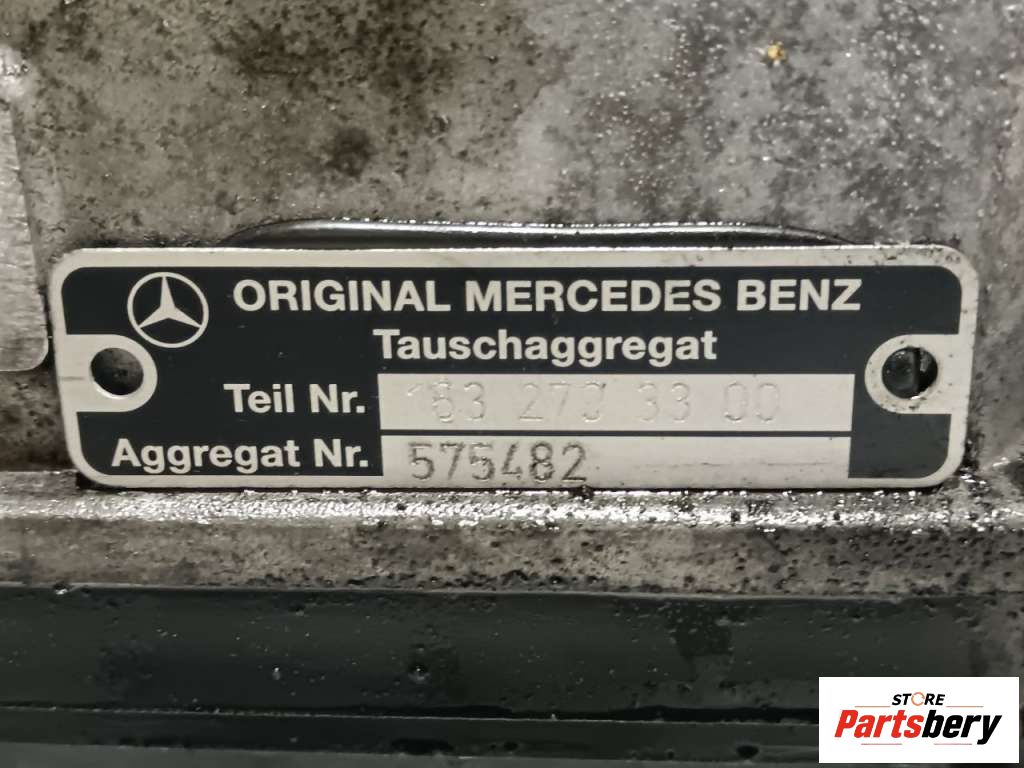 ORIGINAL MERCEDES BENZ
Tauschaggregat
Teil Nr. 163 270 33 00
Aggregat Nr. 575482
STORE
Partsbery